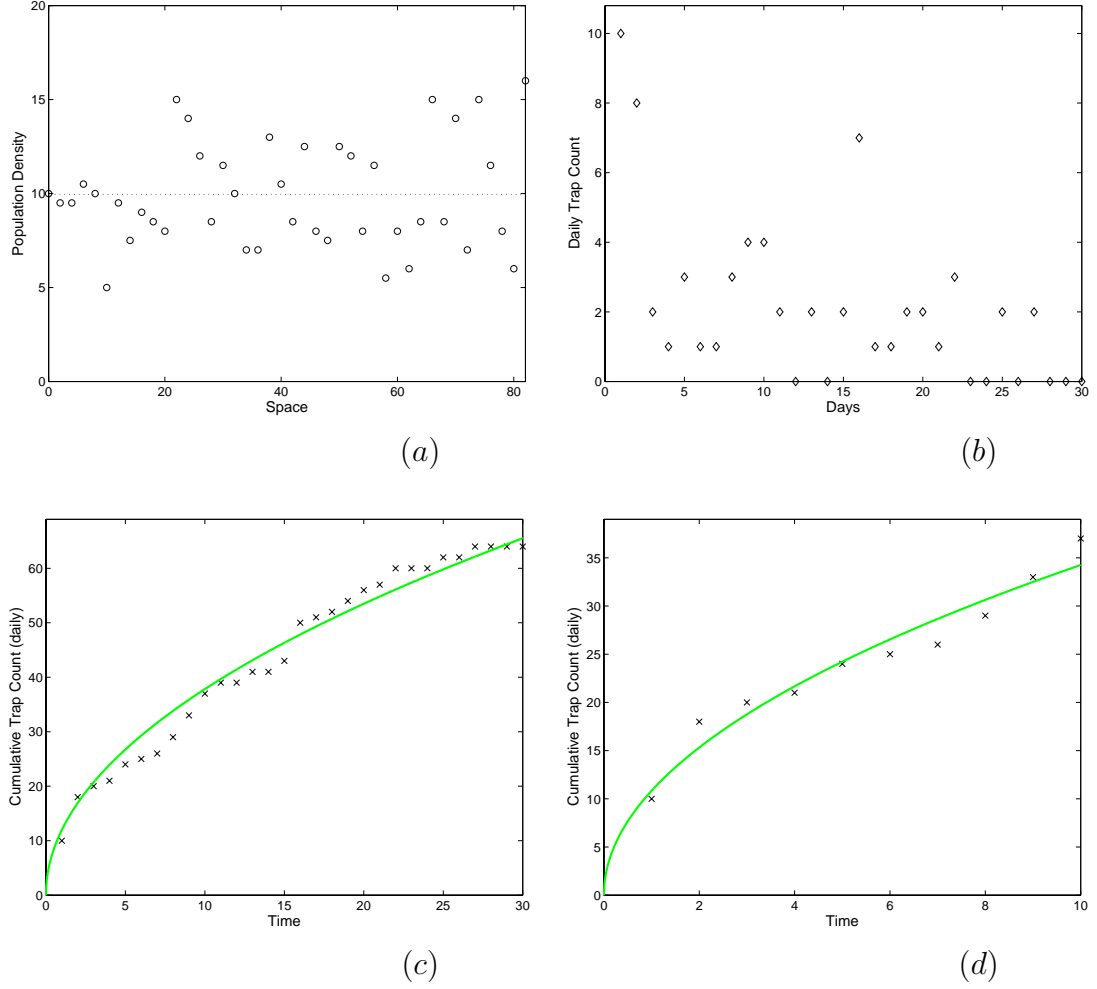 20
15
10
5
0
0 20 40 60 80
Population Density
Space
(a)
10
8
6
4
2
0
0 5 10 15 20 25 30
Daily Trap Count
Days
(b)
60
50
40
30
20
10
0
0 5 10 15 20 25 30
Cumulative Trap Count (daily)
Time
(c)
35
30
25
20
15
10
5
0
0 2 4 6 8 10
Cumulative Trap Count (daily)
Time
(d)